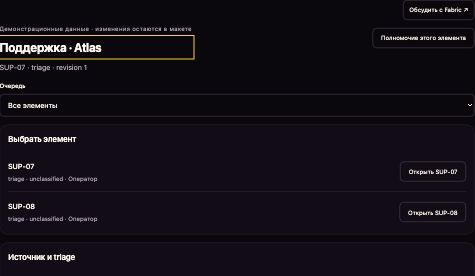 Обсудить с Fabric ↗
Демонстрационные данные · изменения остаются в макете
Поддержка · Atlas
Полномочие этого элемента
SUP-07 · triage · revision 1
Очередь
Все элементы
Выбрать элемент
SUP-07
triage · unclassified · Оператор
Открыть SUP-07
SUP-08
triage · unclassified · Оператор
Открыть SUP-08
Источник и triage